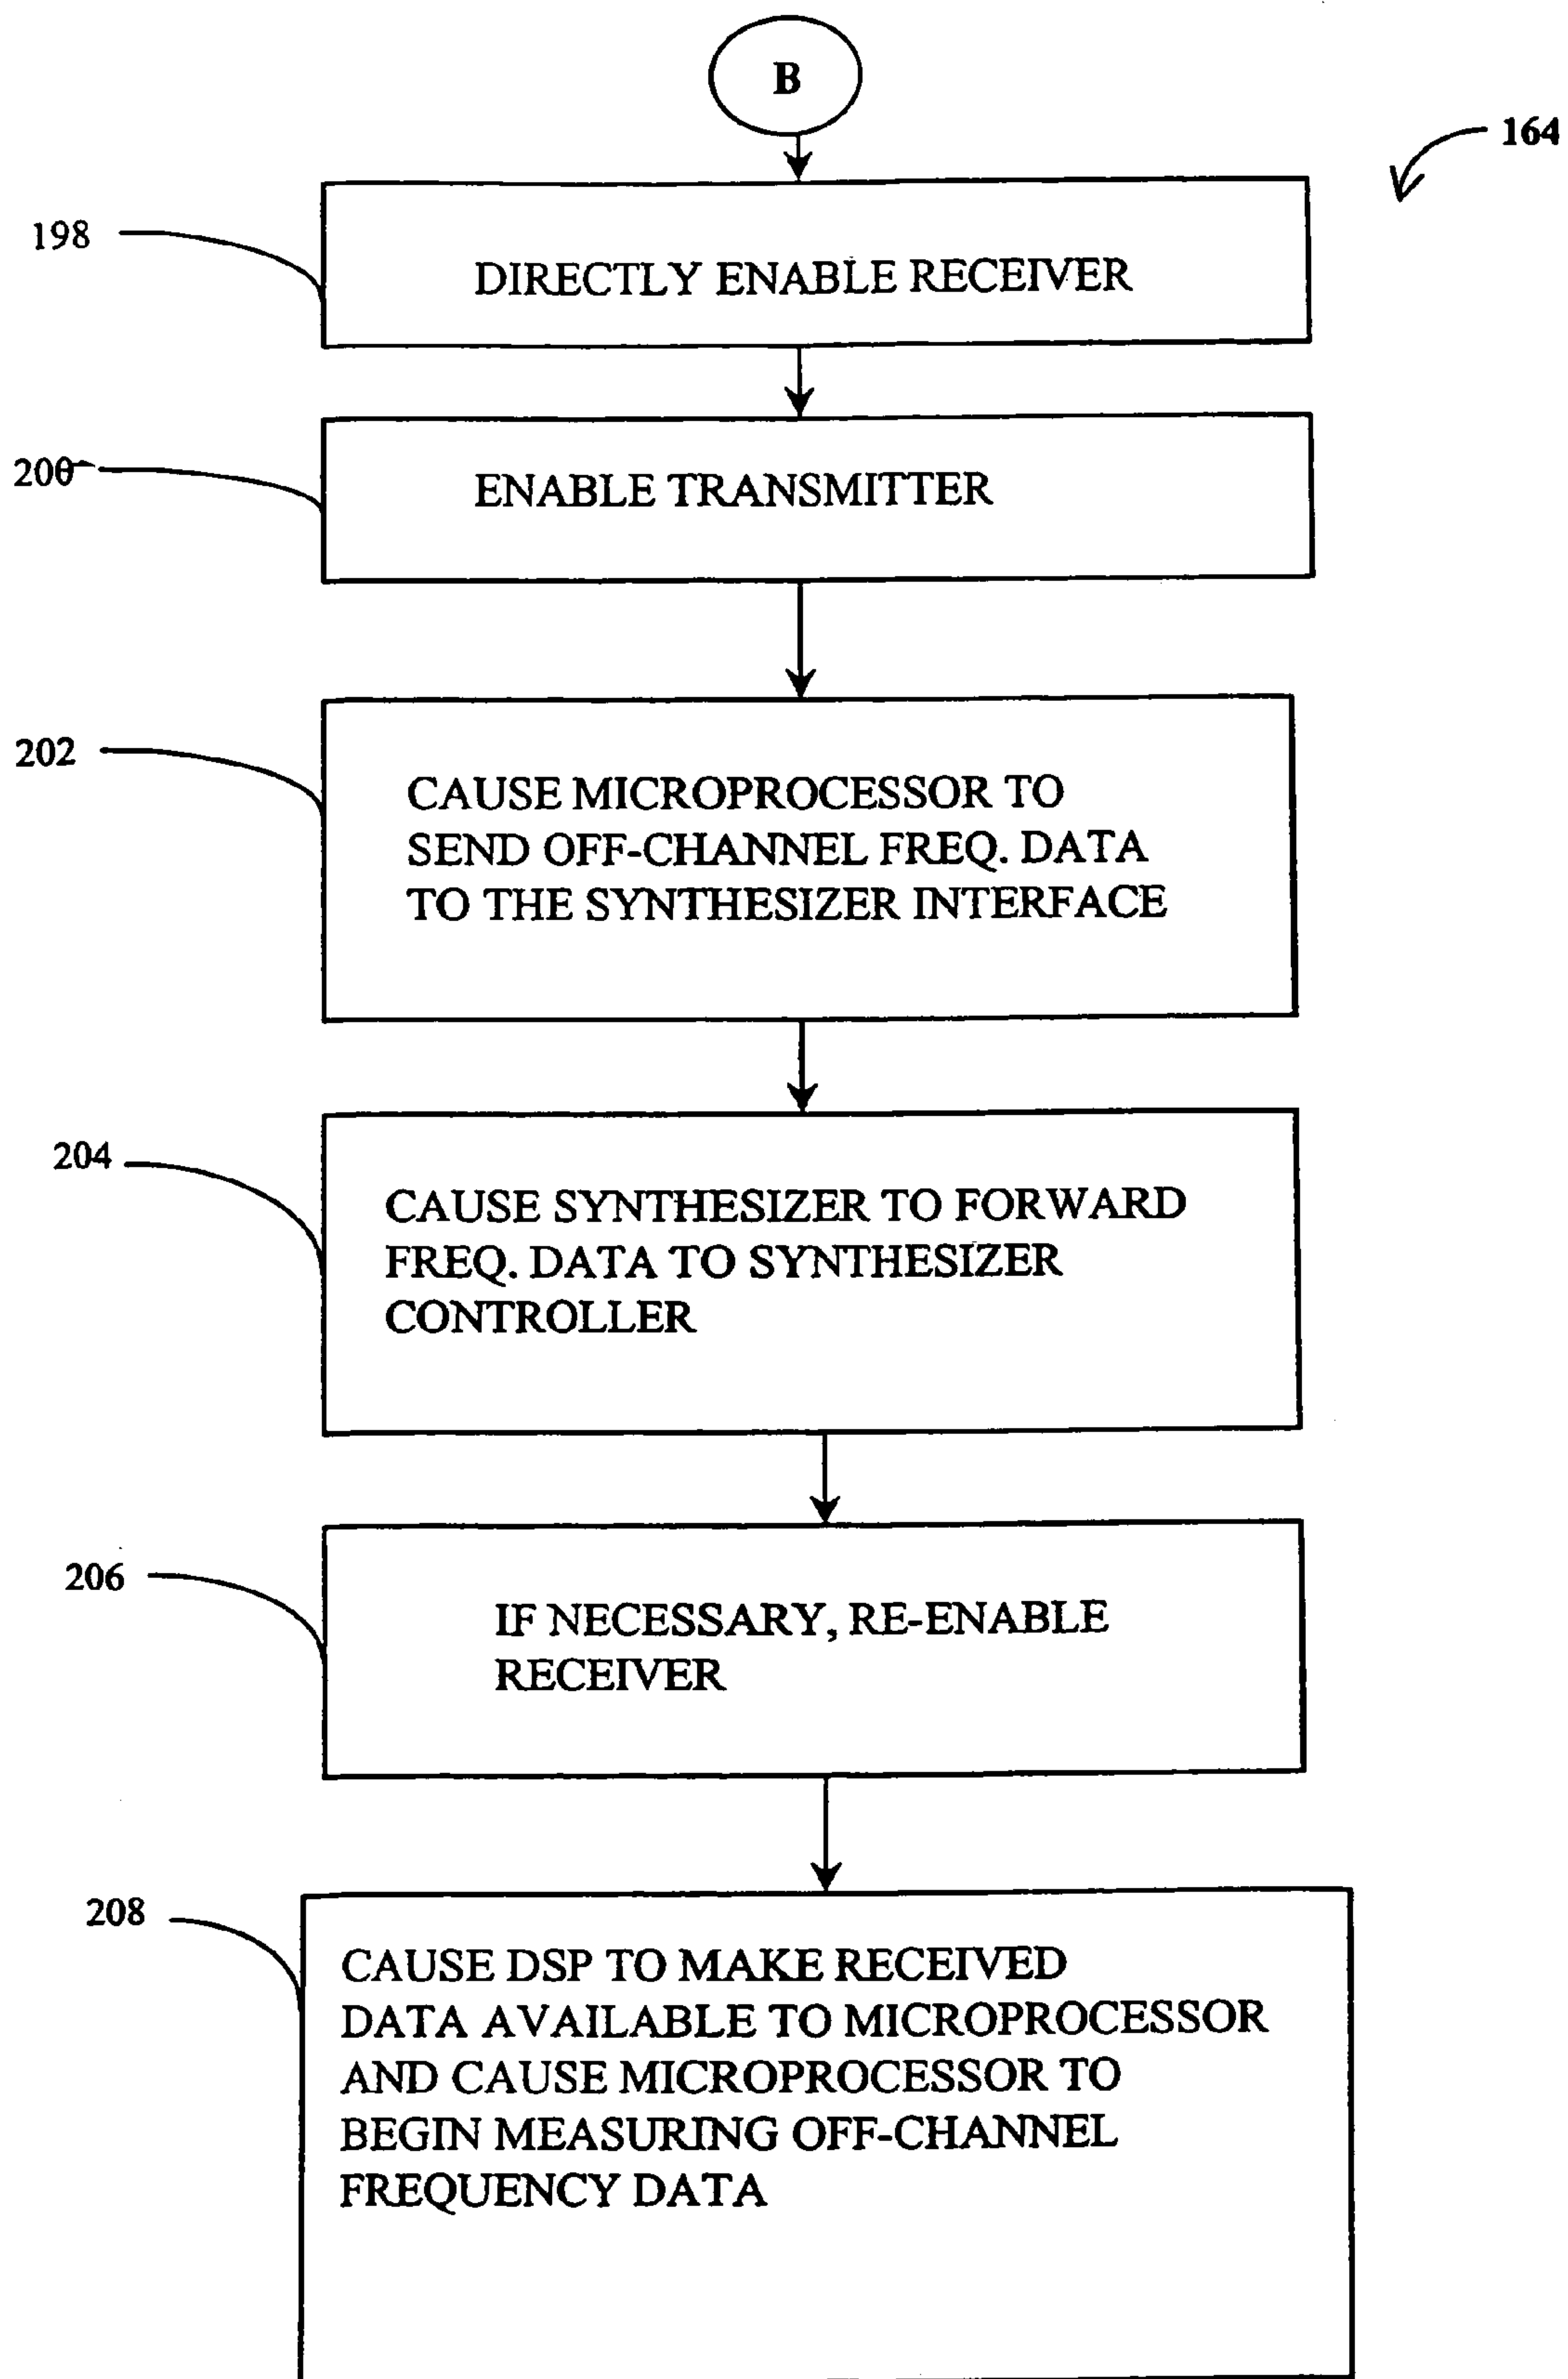 B
164
198
DIRECTLY ENABLE RECEIVER
200
ENABLE TRANSMITTER
202
CAUSE MICROPROCESSOR TO
SEND OFF-CHANNEL FREQ. DATA
TO THE SYNTHESIZER INTERFACE
204
CAUSE SYNTHESIZER TO FORWARD
FREQ. DATA TO SYNTHESIZER
CONTROLLER
206
IF NECESSARY, RE-ENABLE
RECEIVER
208
CAUSE DSP TO MAKE RECEIVED
DATA AVAILABLE TO MICROPROCESSOR
AND CAUSE MICROPROCESSOR TO
BEGIN MEASURING OFF-CHANNEL
FREQUENCY DATA